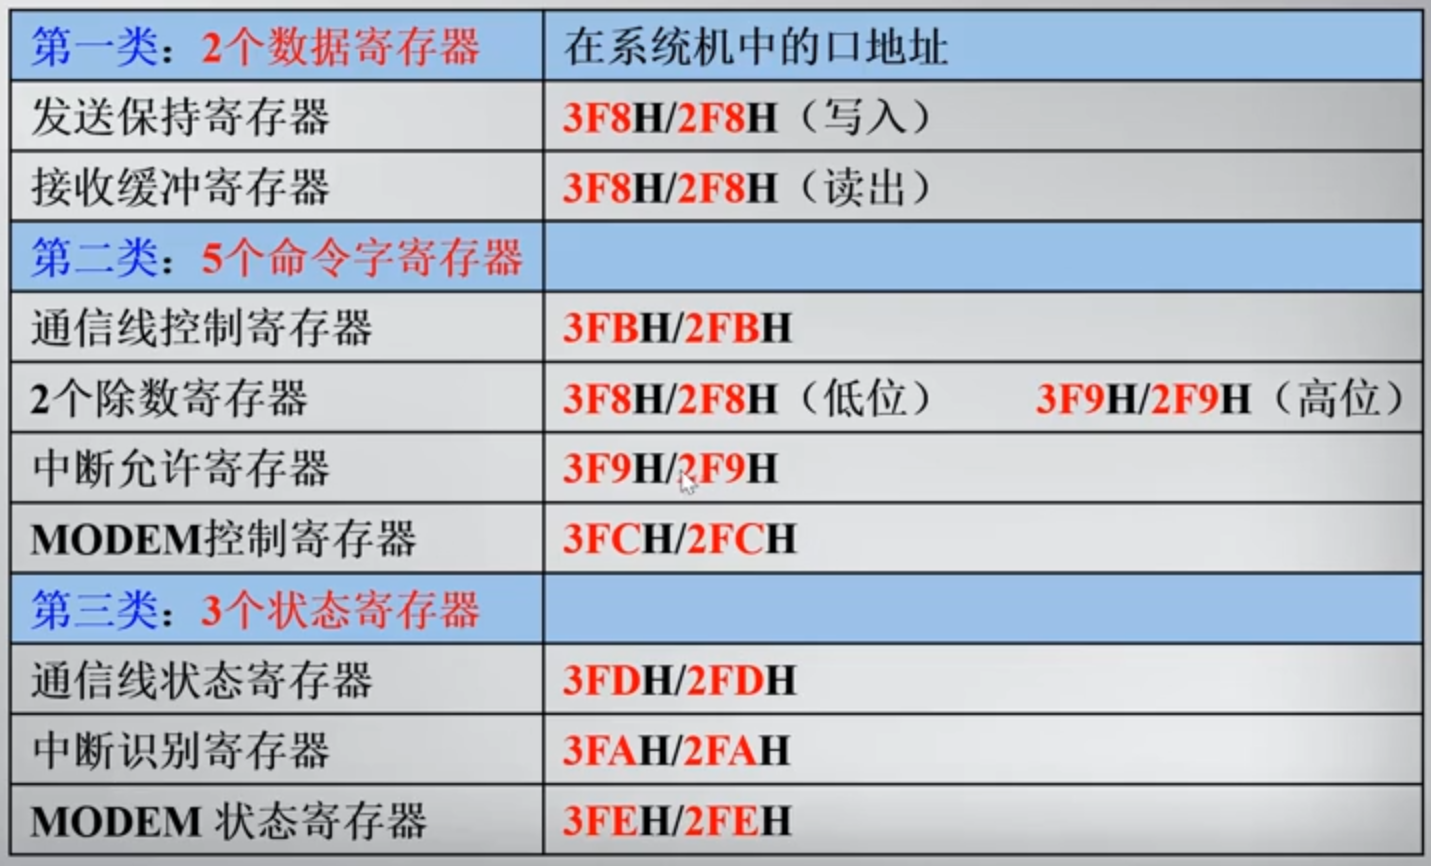 第一类：2个数据寄存器 在系统机中的口地址
发送保持寄存器 3F8H/2F8H（写入）
接收缓冲寄存器 3F8H/2F8H（读出）
第二类：5个命令字寄存器
通信线控制寄存器 3FBH/2FBH
2个除数寄存器 3F8H/2F8H（低位） 3F9H/2F9H（高位）
中断允许寄存器 3F9H/2F9H
MODEM控制寄存器 3FCH/2FCH
第三类：3个状态寄存器
通信线状态寄存器 3FDH/2FDH
中断识别寄存器 3FAH/2FAH
MODEM 状态寄存器 3FEH/2FEH